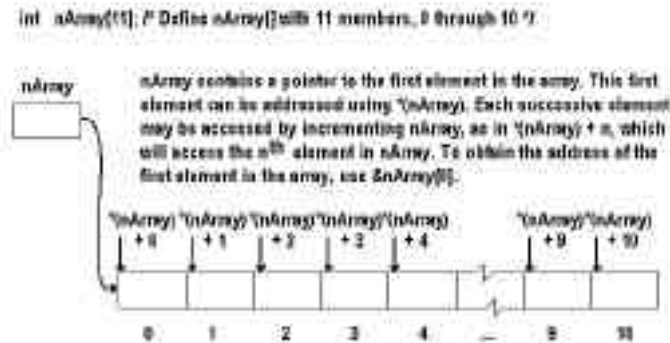 int nArray[11]; /* Define nArray[] with 11 members, 0 through 10 */
nArray
nArray contains a pointer to the first element in the array. This first
element can be addressed using *(nArray). Each successive element
may be accessed by incrementing nArray, as in *(nArray) + n, which
will access the nth element in nArray. To obtain the address of the
first element in the array, use &nArray[0].
*(nArray) *(nArray) *(nArray) *(nArray) *(nArray) *(nArray) *(nArray)
+ 0 + 1 + 2 + 3 + 4 + 9 + 10
0 1 2 3 4 ... 9 10